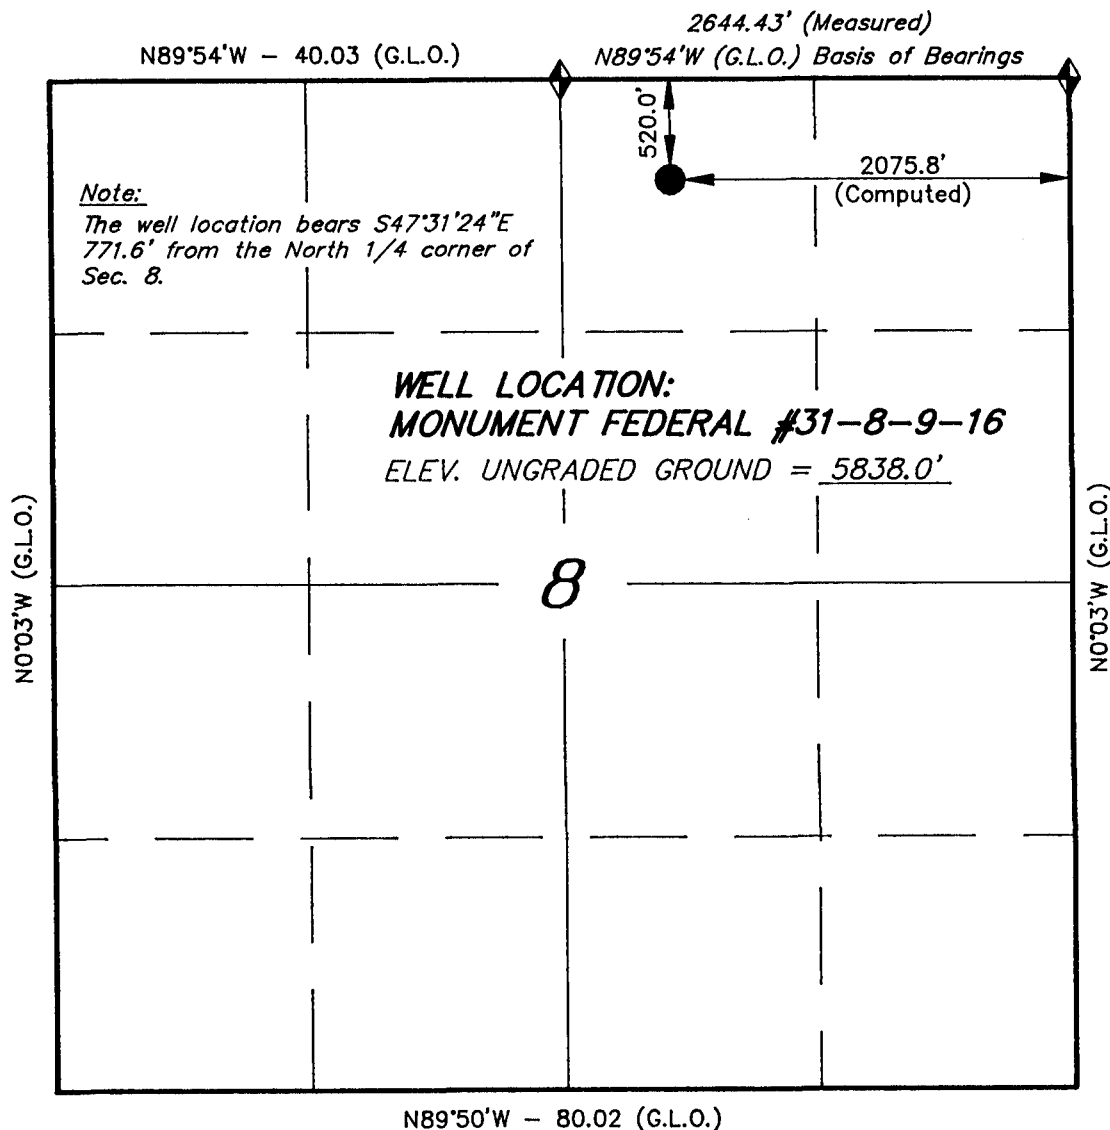 2644.43' (Measured)
N89°54'W – 40.03 (G.L.O.)
N89°54'W (G.L.O.) Basis of Bearings
520.0'
2075.8'
(Computed)
Note:
The well location bears S47°31'24"E
771.6' from the North 1/4 corner of
Sec. 8.
WELL LOCATION:
MONUMENT FEDERAL #31–8–9–16
ELEV. UNGRADED GROUND = 5838.0'
N0°03'W (G.L.O.)
N0°03'W (G.L.O.)
8
N89°50'W – 80.02 (G.L.O.)